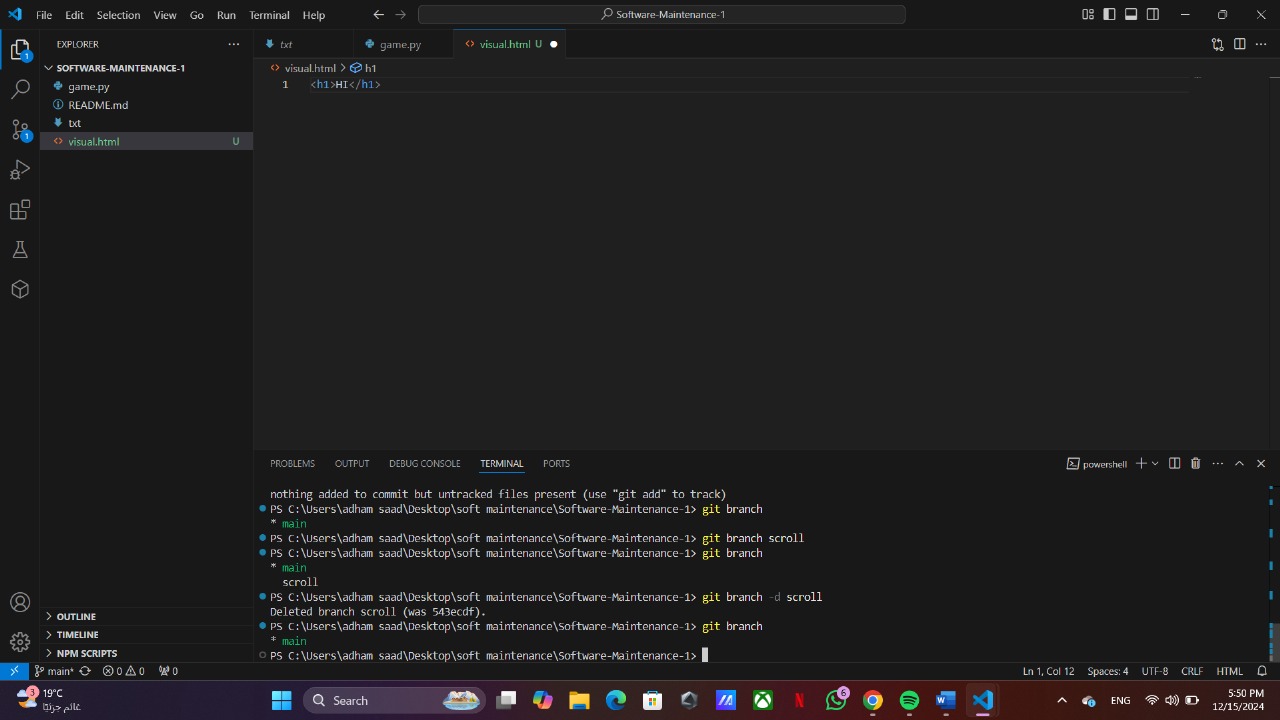 File Edit Selection View Go Run Terminal Help
Software-Maintenance-1
EXPLORER
txt
game.py
visual.html U
1
SOFTWARE-MAINTENANCE-1
visual.html > h1
game.py
1 <h1>HI</h1>
README.md
txt
1
visual.html U
PROBLEMS OUTPUT DEBUG CONSOLE TERMINAL PORTS
powershell
nothing added to commit but untracked files present (use "git add" to track)
PS C:\Users\adham saad\Desktop\soft maintenance\Software-Maintenance-1> git branch
* main
PS C:\Users\adham saad\Desktop\soft maintenance\Software-Maintenance-1> git branch scroll
PS C:\Users\adham saad\Desktop\soft maintenance\Software-Maintenance-1> git branch
* main
scroll
PS C:\Users\adham saad\Desktop\soft maintenance\Software-Maintenance-1> git branch -d scroll
Deleted branch scroll (was 543ecdf).
PS C:\Users\adham saad\Desktop\soft maintenance\Software-Maintenance-1> git branch
* main
PS C:\Users\adham saad\Desktop\soft maintenance\Software-Maintenance-1>
OUTLINE
TIMELINE
NPM SCRIPTS
main* 0 0 0
Ln 1, Col 12 Spaces: 4 UTF-8 CRLF HTML
3
19°C
غائم جزئيًا
Search
6
ENG
5:50 PM
12/15/2024